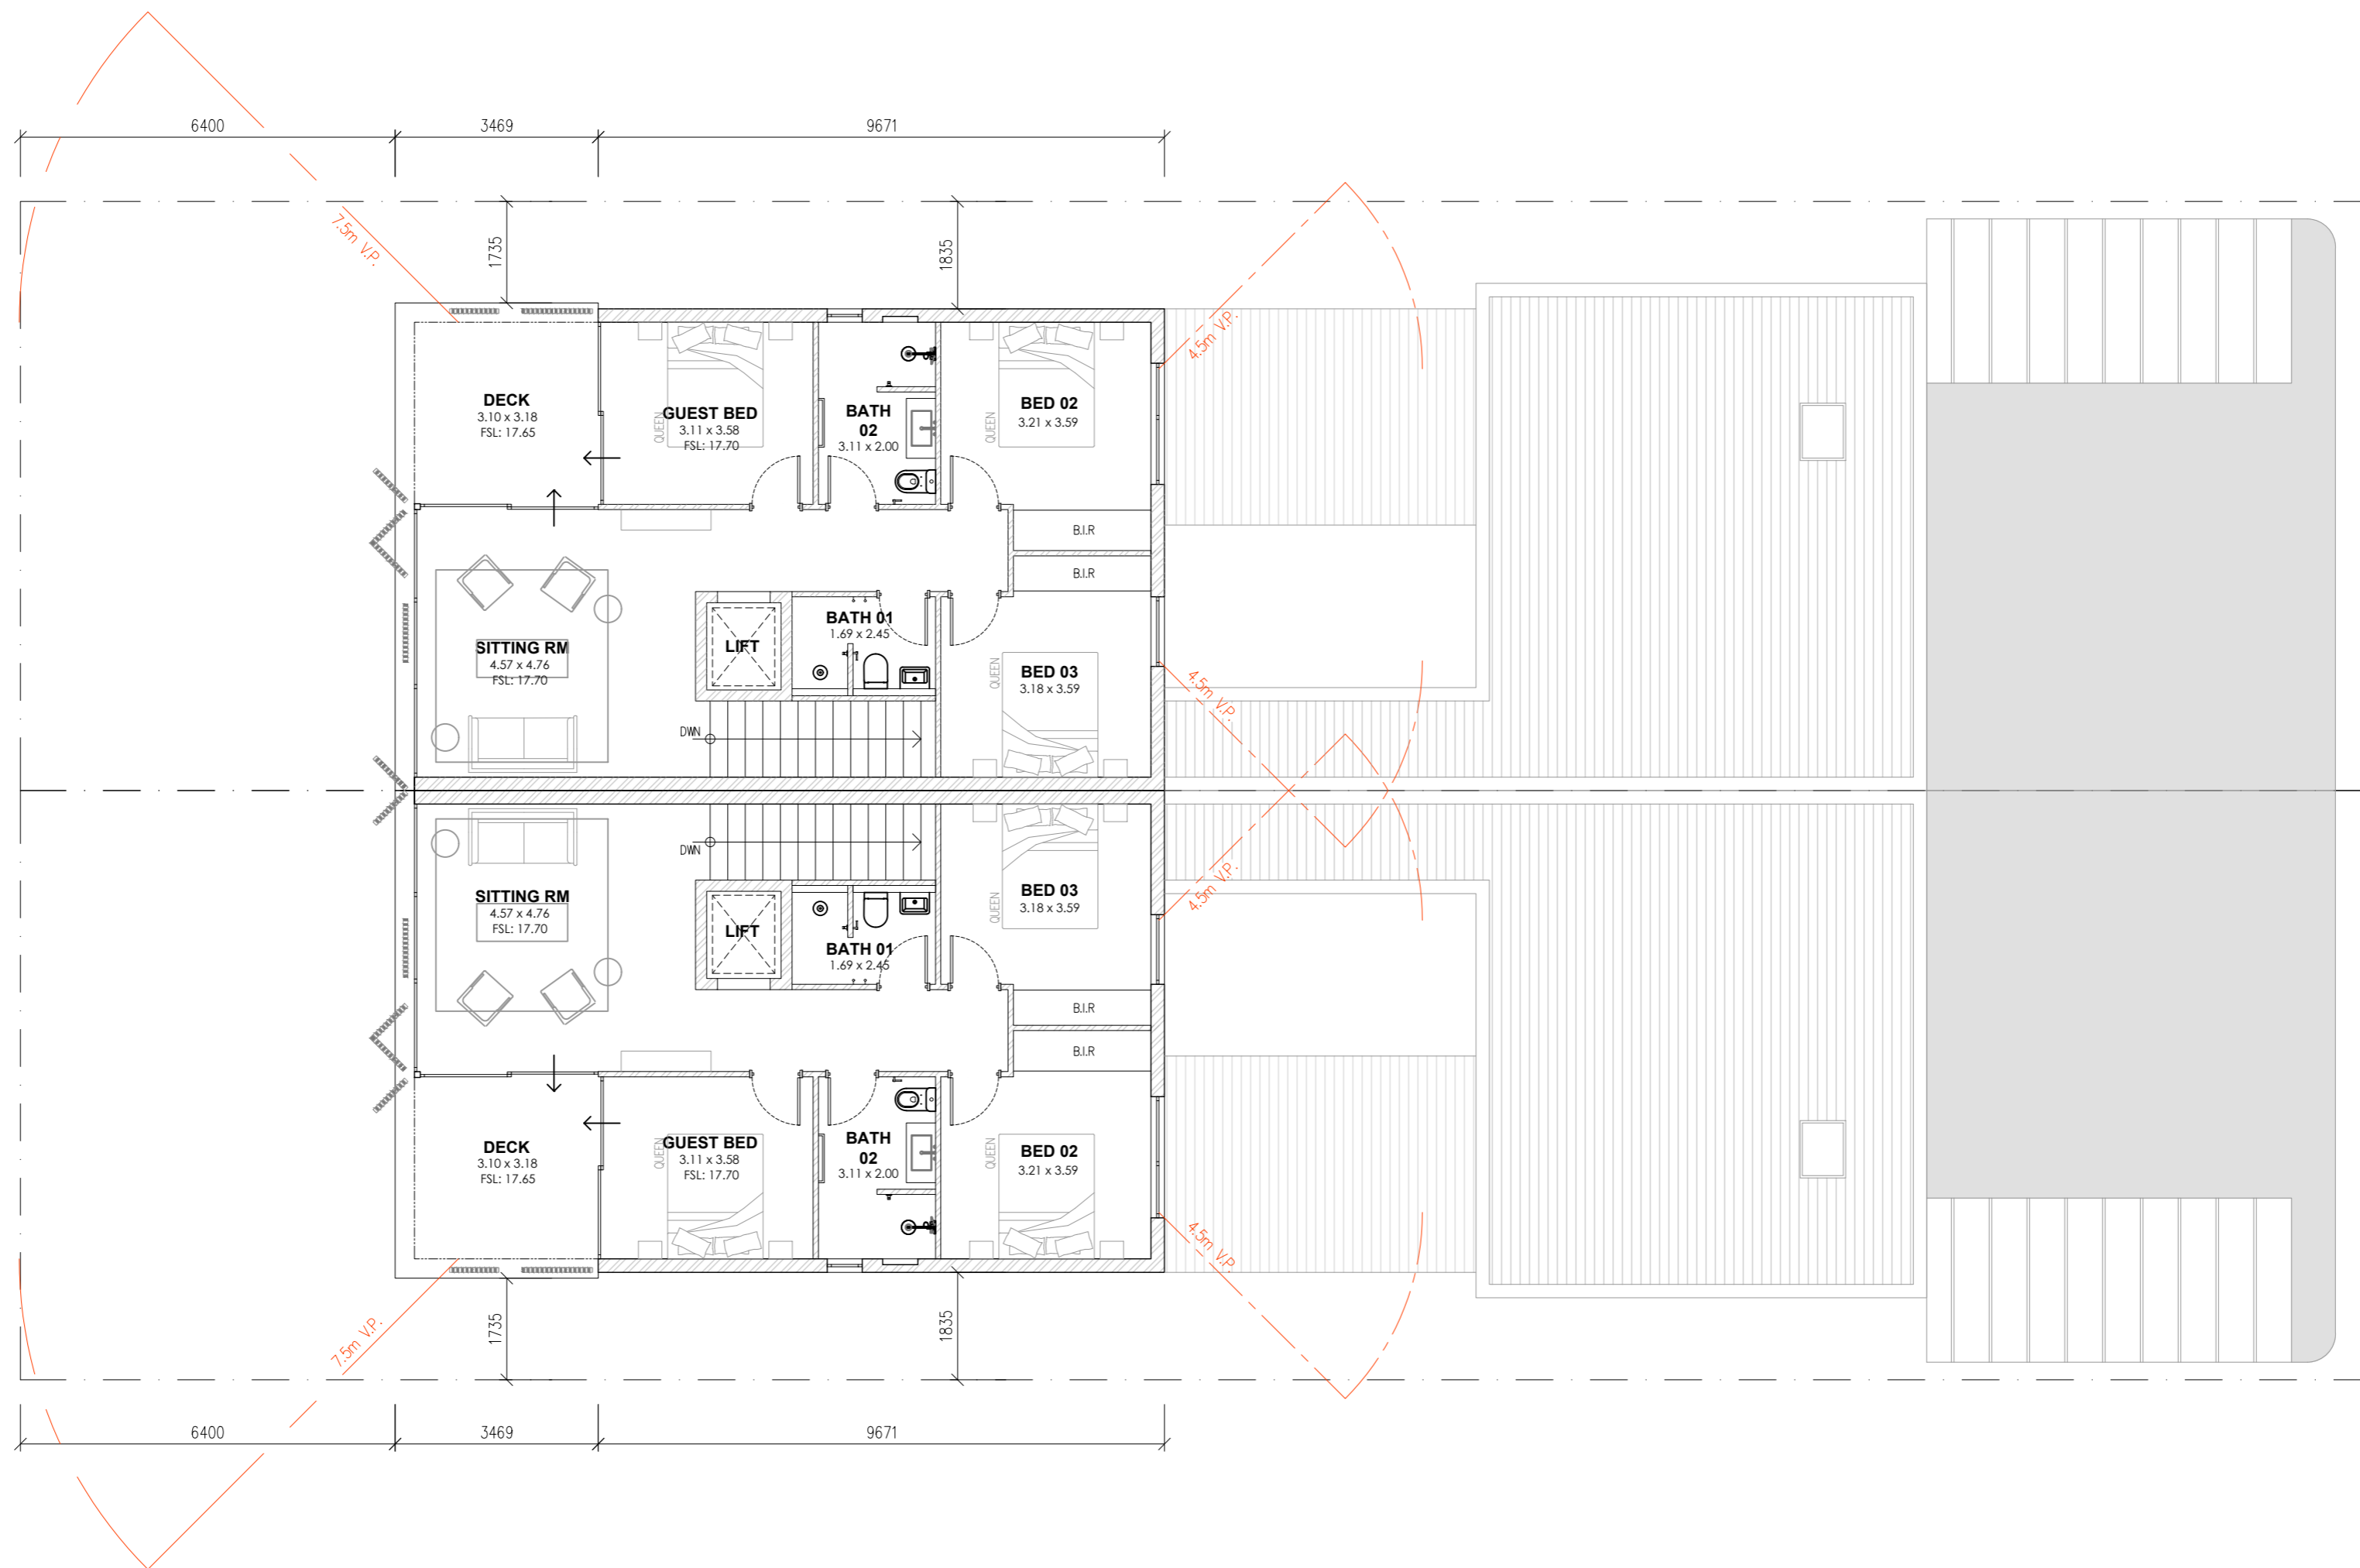 6400
3469
9671
7.5m V.P.
1735
1835
4.5m V.P.
DECK
3.10 x 3.18
FSL: 17.65
QUEEN
GUEST BED
3.11 x 3.58
FSL: 17.70
BATH
02
3.11 x 2.00
QUEEN
BED 02
3.21 x 3.59
B.I.R
B.I.R
SITTING RM
4.57 x 4.76
FSL: 17.70
LIFT
BATH 01
1.69 x 2.45
QUEEN
BED 03
3.18 x 3.59
4.5m V.P.
DWN
DWN
4.5m V.P.
SITTING RM
4.57 x 4.76
FSL: 17.70
LIFT
BATH 01
1.69 x 2.45
QUEEN
BED 03
3.18 x 3.59
B.I.R
B.I.R
DECK
3.10 x 3.18
FSL: 17.65
QUEEN
GUEST BED
3.11 x 3.58
FSL: 17.70
BATH
02
3.11 x 2.00
QUEEN
BED 02
3.21 x 3.59
4.5m V.P.
7.5m V.P.
1735
1835
6400
3469
9671